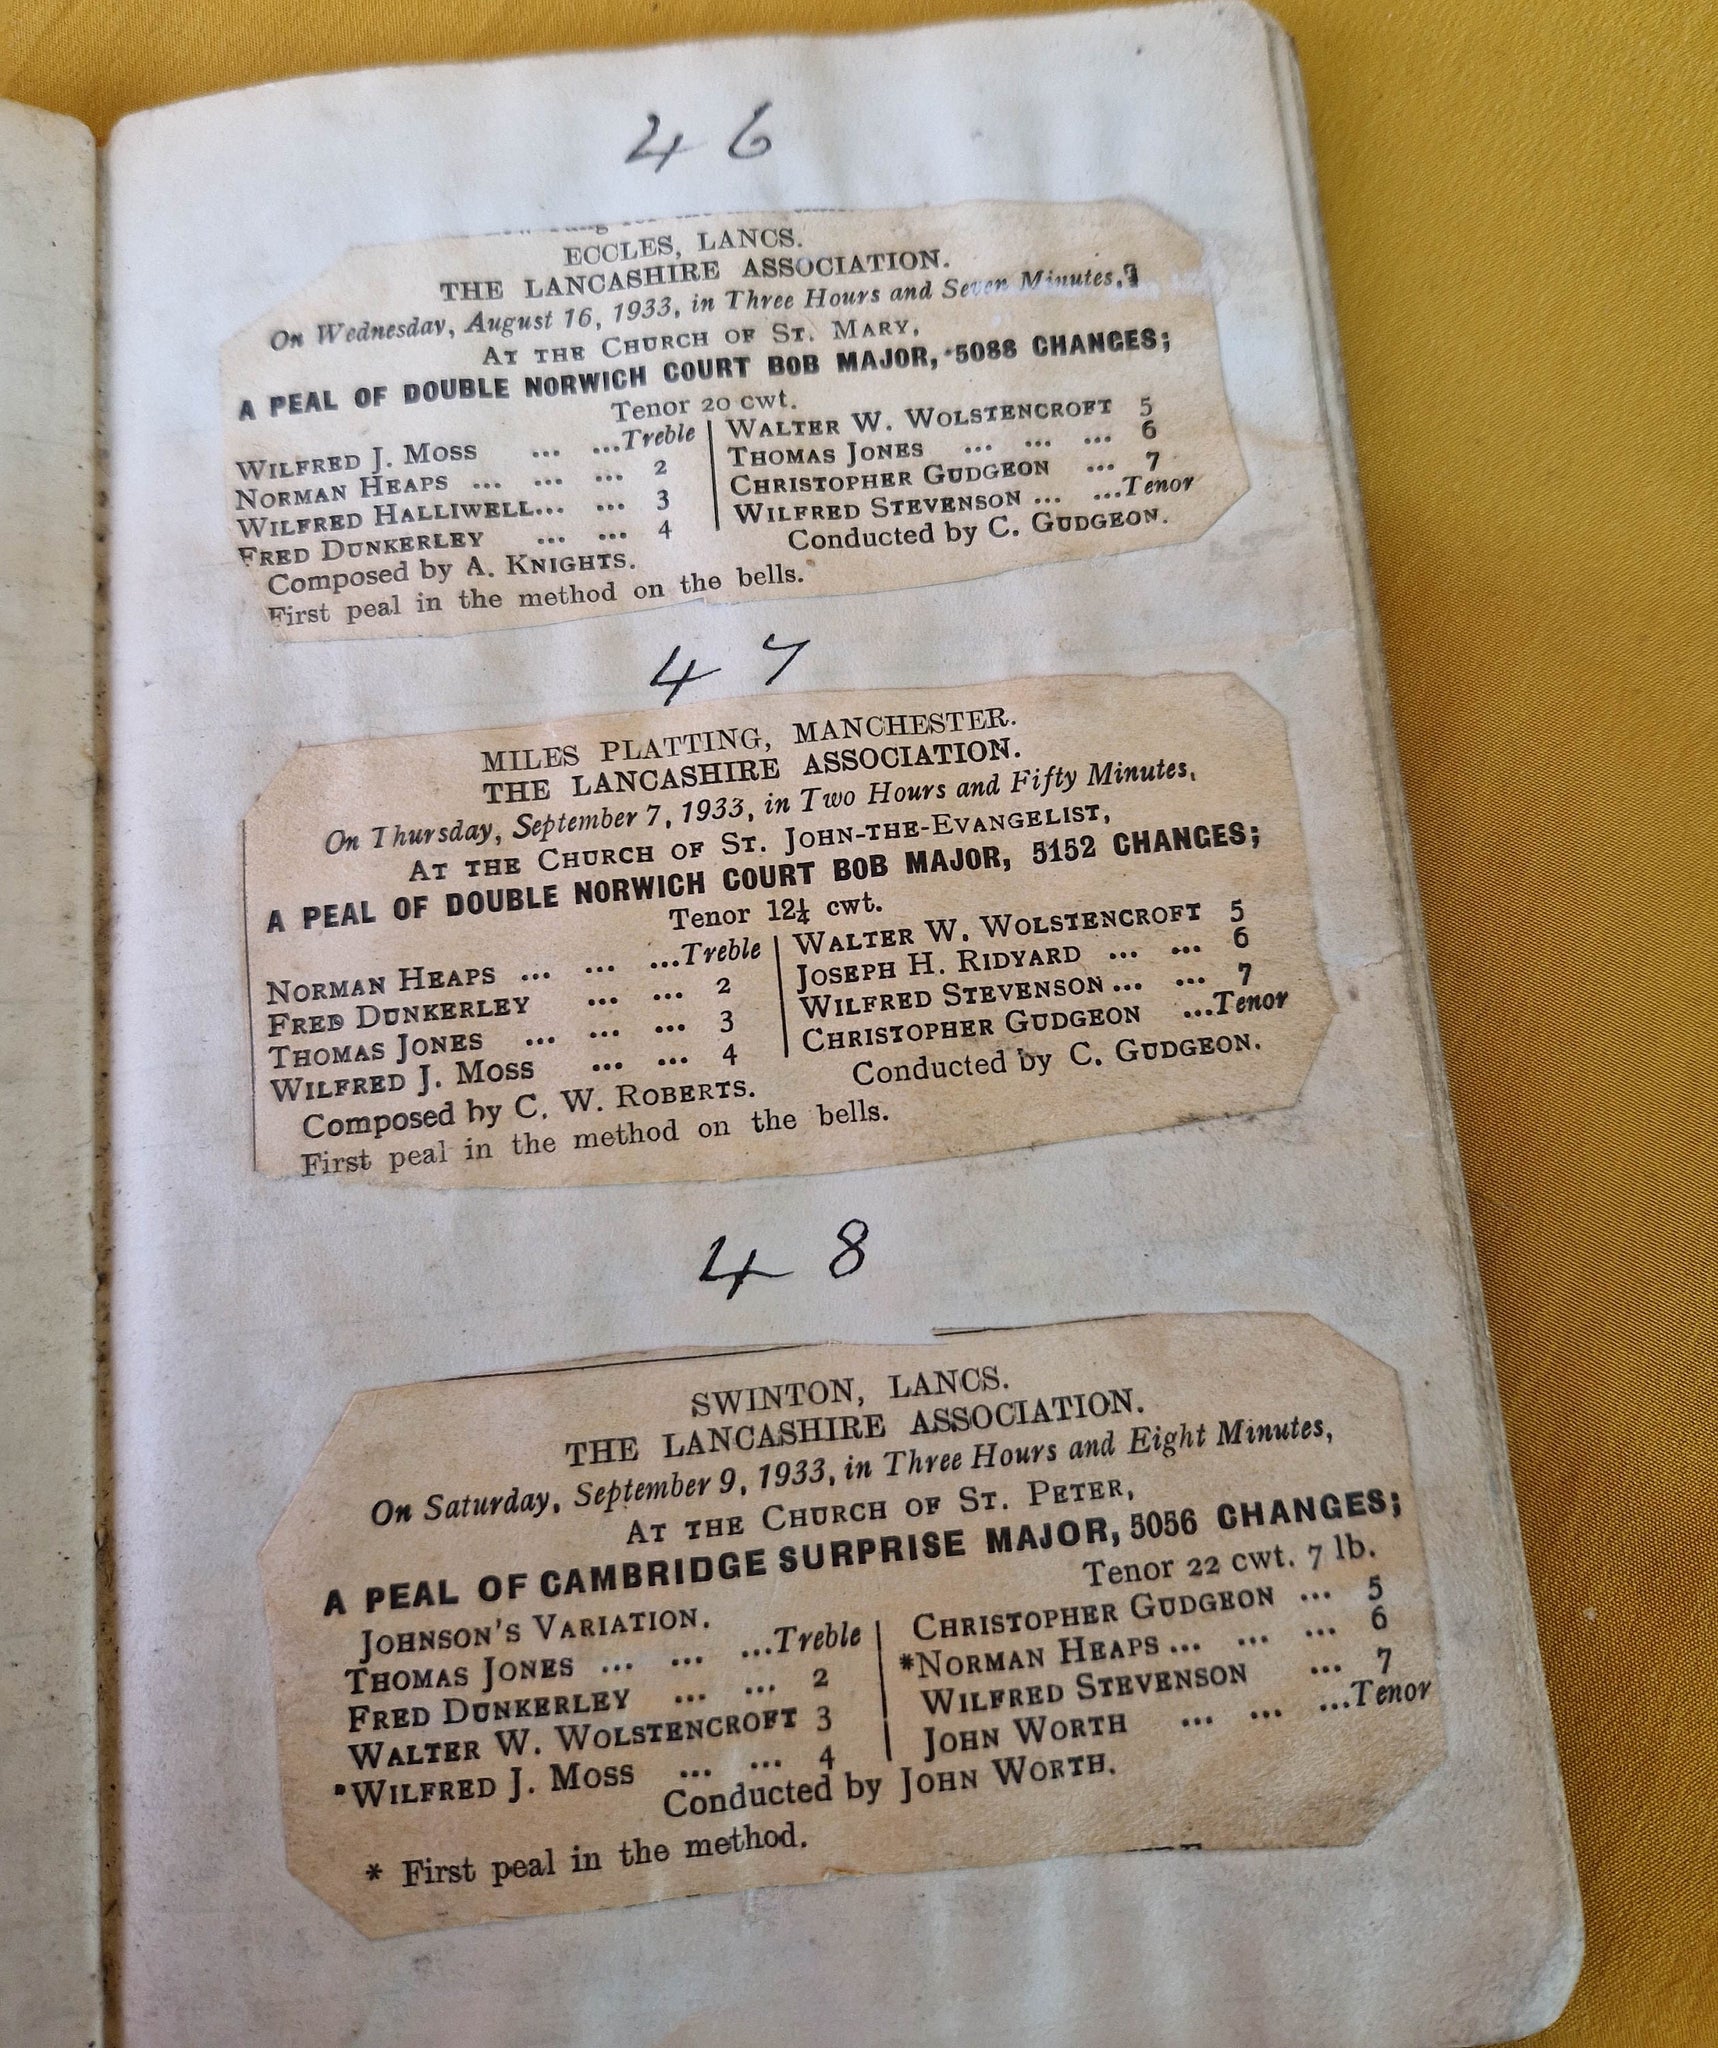 46
ECCLES, LANCS.
THE LANCASHIRE ASSOCIATION.
On Wednesday, August 16, 1933, in Three Hours and Seven Minutes,
AT THE CHURCH OF ST. MARY,
A PEAL OF DOUBLE NORWICH COURT BOB MAJOR, 5088 CHANGES;
Tenor 20 cwt.
WILFRED J. MOSS ... ...Treble
NORMAN HEAPS ... ... ... 2
WILFRED HALLIWELL... ... 3
FRED DUNKERLEY ... ... 4
WALTER W. WOLSTENCROFT 5
THOMAS JONES ... ... ... 6
CHRISTOPHER GUDGEON ... 7
WILFRED STEVENSON ... ...Tenor
Composed by A. KNIGHTS. Conducted by C. GUDGEON.
First peal in the method on the bells.
47
MILES PLATTING, MANCHESTER.
THE LANCASHIRE ASSOCIATION.
On Thursday, September 7, 1933, in Two Hours and Fifty Minutes,
AT THE CHURCH OF ST. JOHN-THE-EVANGELIST,
A PEAL OF DOUBLE NORWICH COURT BOB MAJOR, 5152 CHANGES;
Tenor 12¼ cwt.
NORMAN HEAPS ... ... ...Treble
FRED DUNKERLEY ... ... 2
THOMAS JONES ... ... ... 3
WILFRED J. MOSS ... ... 4
WALTER W. WOLSTENCROFT 5
JOSEPH H. RIDYARD ... ... 6
WILFRED STEVENSON ... ... 7
CHRISTOPHER GUDGEON ...Tenor
Composed by C. W. ROBERTS. Conducted by C. GUDGEON.
First peal in the method on the bells.
48
SWINTON, LANCS.
THE LANCASHIRE ASSOCIATION.
On Saturday, September 9, 1933, in Three Hours and Eight Minutes,
AT THE CHURCH OF ST. PETER,
A PEAL OF CAMBRIDGE SURPRISE MAJOR, 5056 CHANGES;
JOHNSON'S VARIATION. Tenor 22 cwt. 7 lb.
THOMAS JONES ... ... ...Treble
FRED DUNKERLEY ... ... 2
WALTER W. WOLSTENCROFT 3
*WILFRED J. MOSS ... ... 4
CHRISTOPHER GUDGEON ... 5
*NORMAN HEAPS ... ... ... 6
WILFRED STEVENSON ... 7
JOHN WORTH ... ... ...Tenor
Conducted by JOHN WORTH.
* First peal in the method.